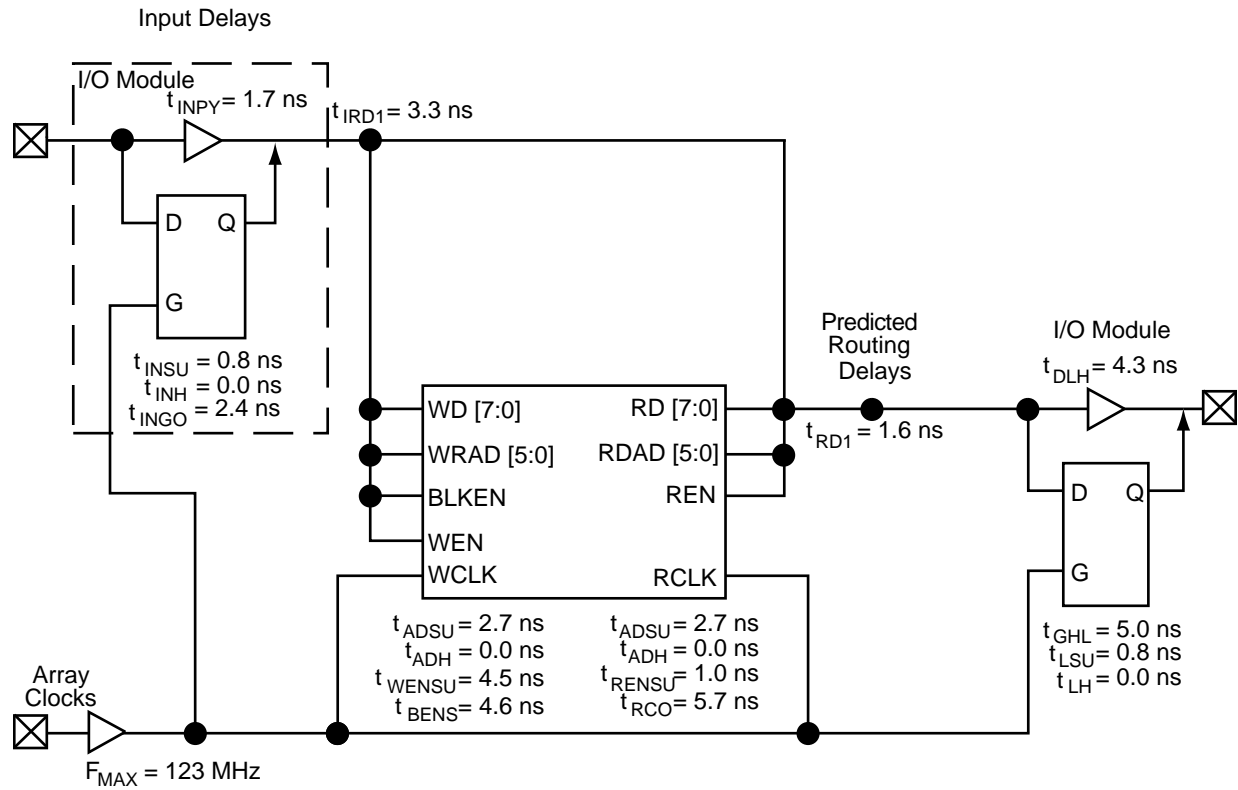 Input Delays
I/O Module
t INPY = 1.7 ns
t IRD1 = 3.3 ns
D Q
G
t INSU = 0.8 ns
t INH = 0.0 ns
t INGO = 2.4 ns
Predicted
Routing
Delays
I/O Module
t DLH = 4.3 ns
WD [7:0] RD [7:0]
t RD1 = 1.6 ns
WRAD [5:0] RDAD [5:0]
BLKEN REN
WEN
WCLK RCLK
D Q
G
t ADSU = 2.7 ns
t ADH = 0.0 ns
t WENSU = 4.5 ns
t BENS = 4.6 ns
t ADSU = 2.7 ns
t ADH = 0.0 ns
t RENSU = 1.0 ns
t RCO = 5.7 ns
t GHL = 5.0 ns
t LSU = 0.8 ns
t LH = 0.0 ns
Array
Clocks
F MAX = 123 MHz